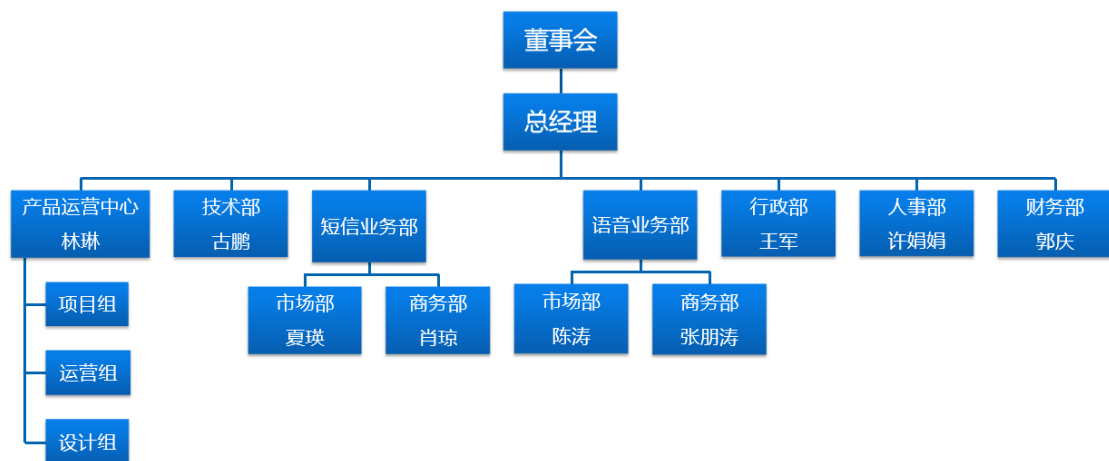 董事会
总经理
产品运营中心
林琳
技术部
古鹏
短信业务部
语音业务部
行政部
王军
人事部
许娟娟
财务部
郭庆
市场部
夏瑛
商务部
肖琼
市场部
陈涛
商务部
张朋涛
项目组
运营组
设计组